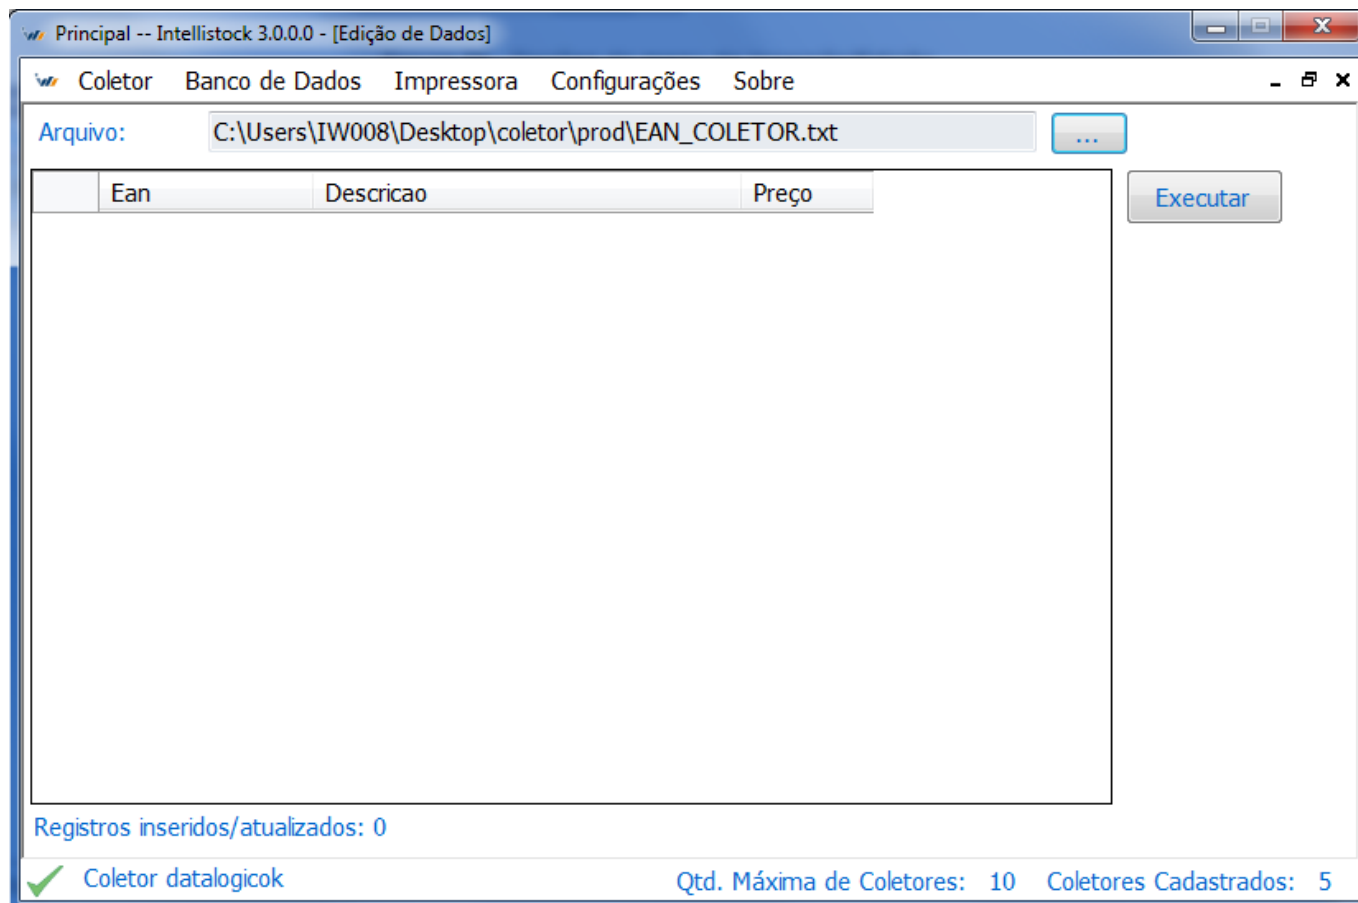 Principal -- Intellistock 3.0.0.0 - [Edição de Dados]
Coletor Banco de Dados Impressora Configurações Sobre
Arquivo: C:\Users\IW008\Desktop\coletor\prod\EAN_COLETOR.txt ...
Ean Descricao Preço Executar
Registros inseridos/atualizados: 0
Coletor datalogicok Qtd. Máxima de Coletores: 10 Coletores Cadastrados: 5